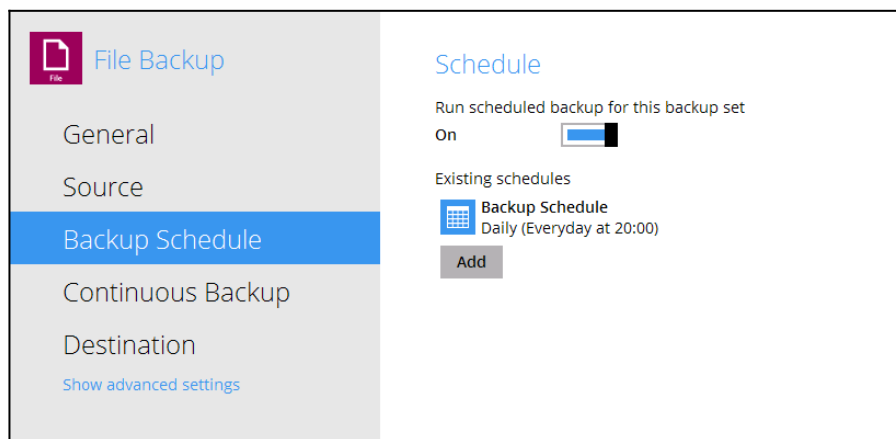 File
File Backup
General
Source
Backup Schedule
Continuous Backup
Destination
Show advanced settings
Schedule
Run scheduled backup for this backup set
On
Existing schedules
Backup Schedule
Daily (Everyday at 20:00)
Add